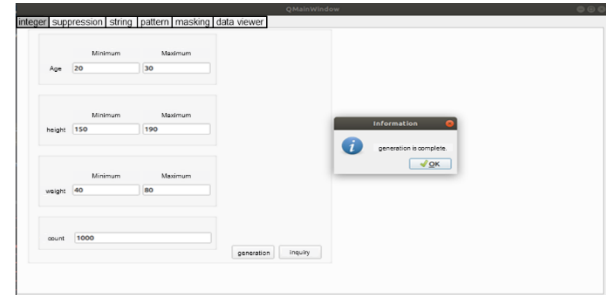 QMainWindow
integer suppression string pattern masking data viewer
Minimum Maximum
Age 20 30
Minimum Maximum
height 150 190
Minimum Maximum
weight 40 80
count 1000
generation inquiry
Information
generation is complete.
OK